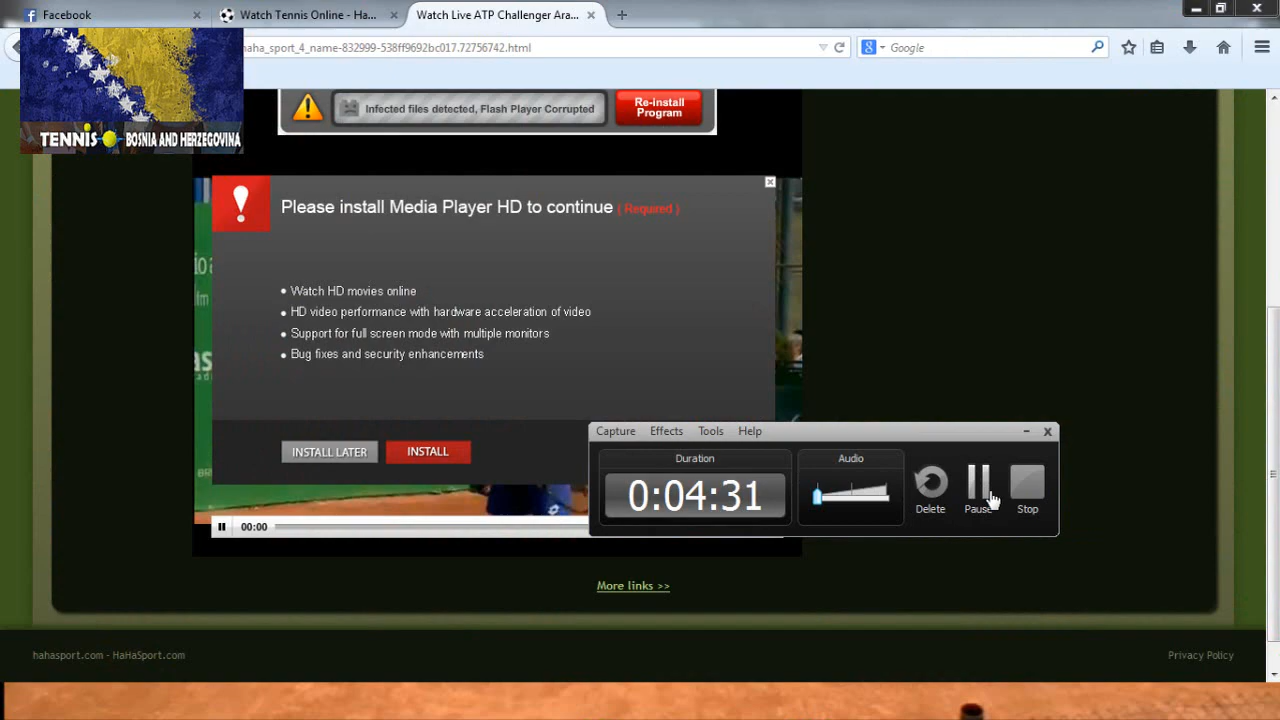 Facebook
Watch Tennis Online - Ha...
Watch Live ATP Challenger Ara...
haha_sport_4_name-832999-538ff9692bc017.72756742.html
Google
TENNIS BOSNIA AND HERZEGOVINA
Infected files detected, Flash Player Corrupted
Re-install
Program
Please install Media Player HD to continue ( Required )
• Watch HD movies online
• HD video performance with hardware acceleration of video
• Support for full screen mode with multiple monitors
• Bug fixes and security enhancements
INSTALL LATER
INSTALL
Capture Effects Tools Help
Duration
Audio
0:04:31
Delete
Pause
Stop
00:00
More links >>
hahasport.com - HaHaSport.com
Privacy Policy